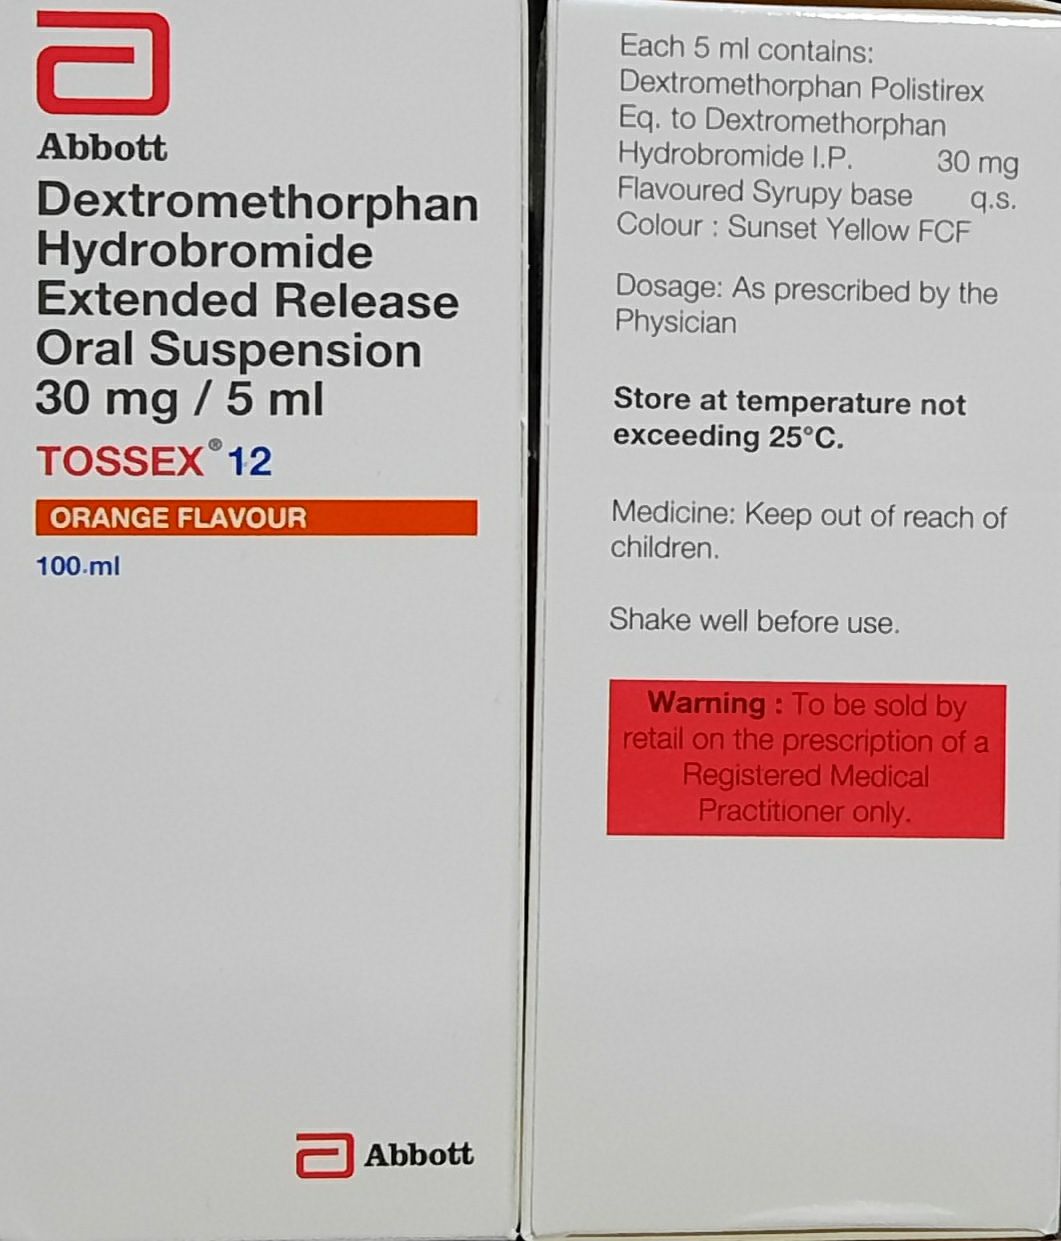 Abbott
Dextromethorphan
Hydrobromide
Extended Release
Oral Suspension
30 mg / 5 ml
TOSSEX® 12
ORANGE FLAVOUR
100 ml
Abbott
Each 5 ml contains:
Dextromethorphan Polistirex
Eq. to Dextromethorphan
Hydrobromide I.P. 30 mg
Flavoured Syrupy base q.s.
Colour : Sunset Yellow FCF
Dosage: As prescribed by the
Physician
Store at temperature not
exceeding 25°C.
Medicine: Keep out of reach of
children.
Shake well before use.
Warning : To be sold by
retail on the prescription of a
Registered Medical
Practitioner only.